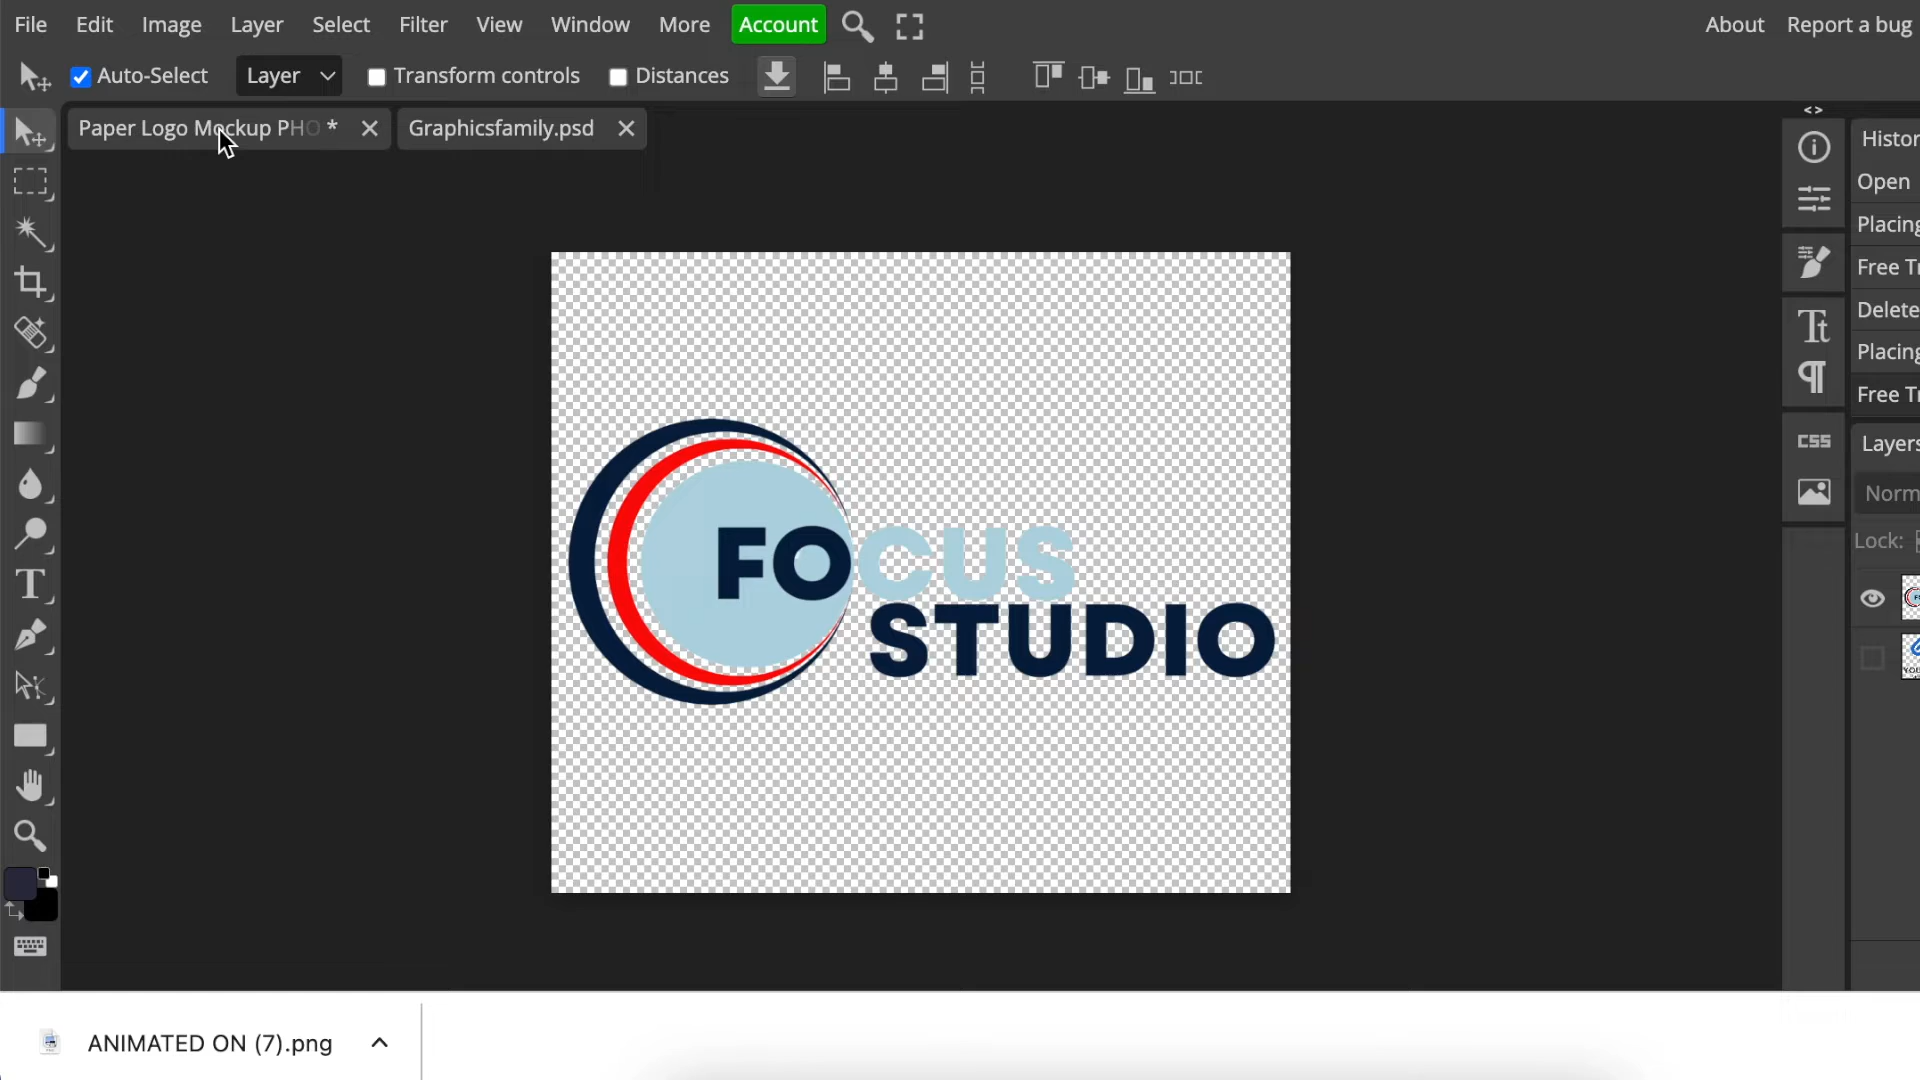 File Edit Image Layer Select Filter View Window More Account About Report a bug
Auto-Select Layer Transform controls Distances
Paper Logo Mockup PHO * Graphicsfamily.psd
Histor
Open
Placing
Free Tr
Delete
Placing
Free Tr
CSS
Layers
Norm
Lock:
FOCUS
STUDIO
ANIMATED ON (7).png